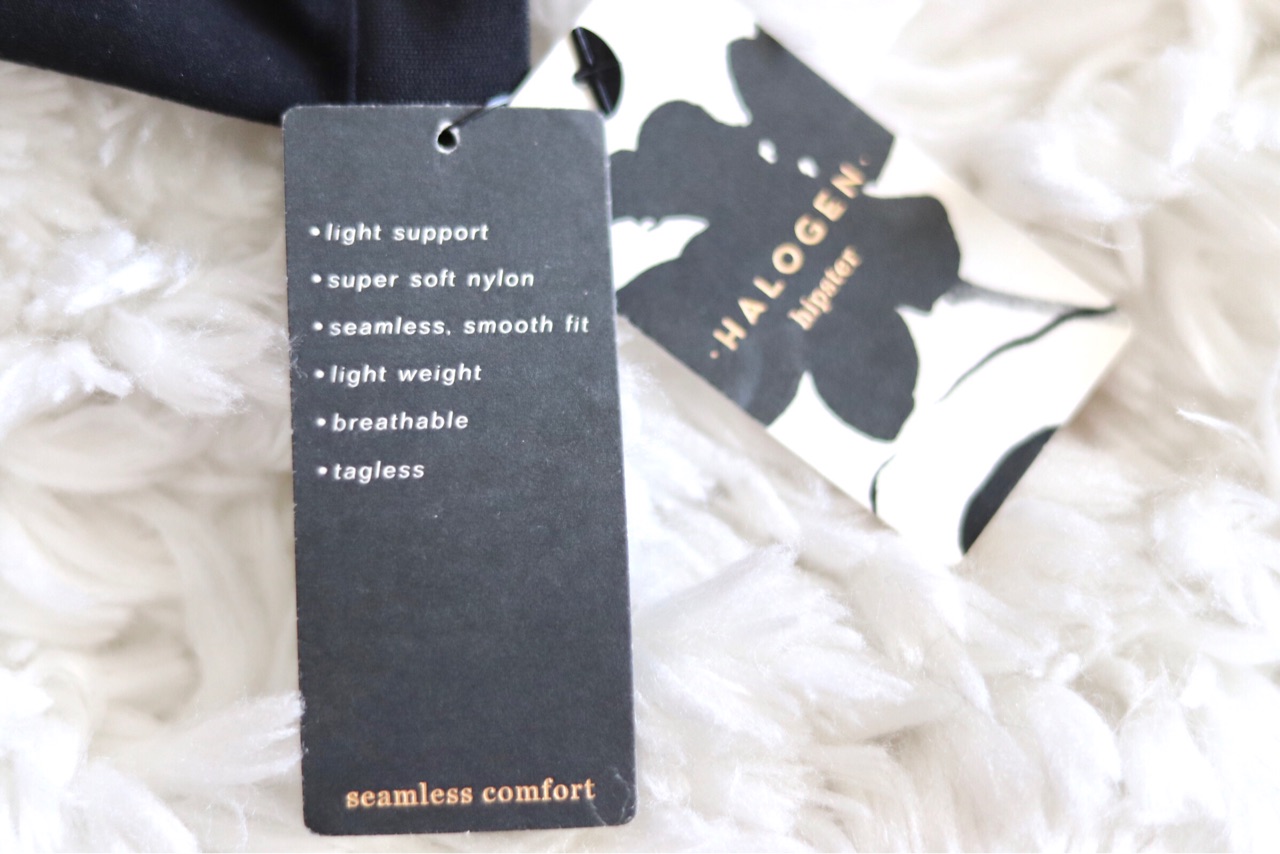 •light support
•super soft nylon
•seamless, smooth fit
•light weight
•breathable
•tagless
seamless comfort
·HALOGEN·
hipster